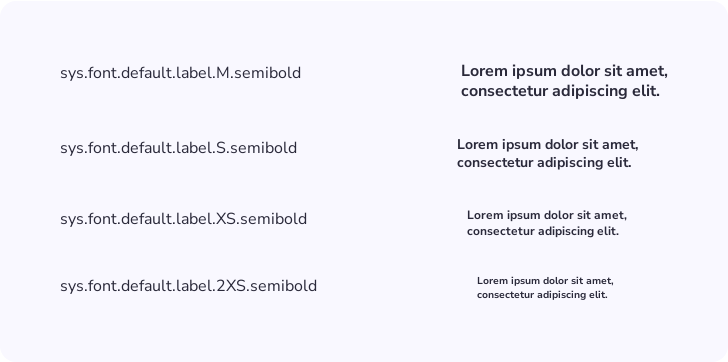 sys.font.default.label.M.semibold
Lorem ipsum dolor sit amet,
consectetur adipiscing elit.
sys.font.default.label.S.semibold
Lorem ipsum dolor sit amet,
consectetur adipiscing elit.
sys.font.default.label.XS.semibold
Lorem ipsum dolor sit amet,
consectetur adipiscing elit.
sys.font.default.label.2XS.semibold
Lorem ipsum dolor sit amet,
consectetur adipiscing elit.